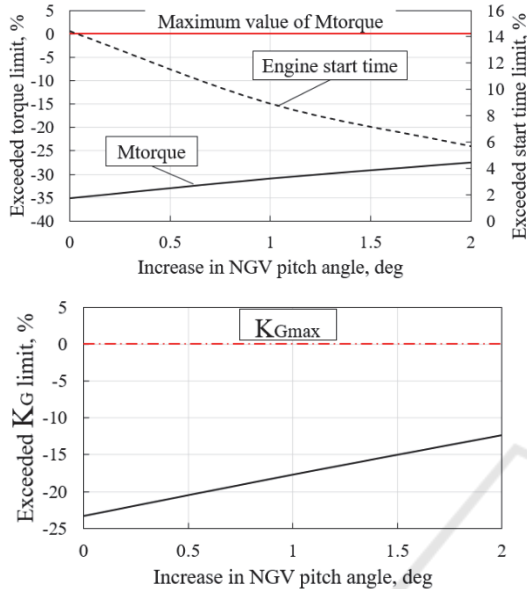 Maximum value of Mtorque
Engine start time
Mtorque
Exceeded torque limit, %
5
0
-5
-10
-15
-20
-25
-30
-35
-40
Exceeded start time limit, %
16
14
12
10
8
6
4
2
0
0 0.5 1 1.5 2
Increase in NGV pitch angle, deg
KGmax
Exceeded KG limit, %
5
0
-5
-10
-15
-20
-25
0 0.5 1 1.5 2
Increase in NGV pitch angle, deg